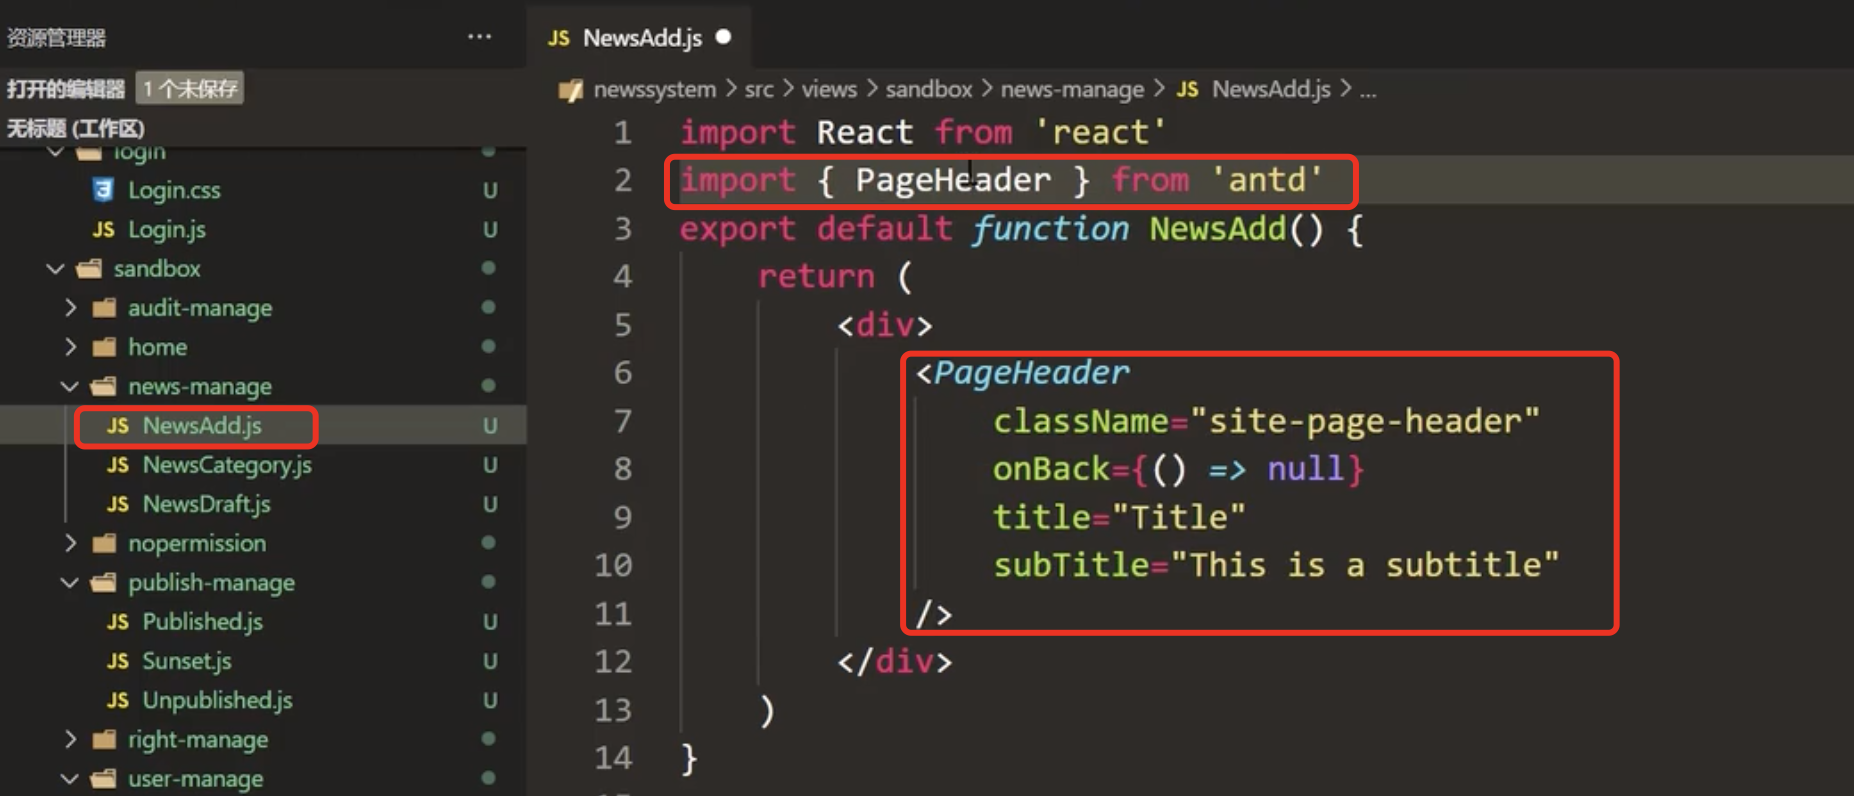 资源管理器 ···
打开的编辑器 1 个未保存
无标题 (工作区)
login
Login.css U
JS Login.js U
sandbox
audit-manage
home
news-manage
JS NewsAdd.js U
JS NewsCategory.js U
JS NewsDraft.js U
nopermission
publish-manage
JS Published.js U
JS Sunset.js U
JS Unpublished.js U
right-manage
user-manage
JS NewsAdd.js
newssystem > src > views > sandbox > news-manage > JS NewsAdd.js > ...
1 import React from 'react'
2 import { PageHeader } from 'antd'
3 export default function NewsAdd() {
4 return (
5 <div>
6 <PageHeader
7 className="site-page-header"
8 onBack={() => null}
9 title="Title"
10 subTitle="This is a subtitle"
11 />
12 </div>
13 )
14 }